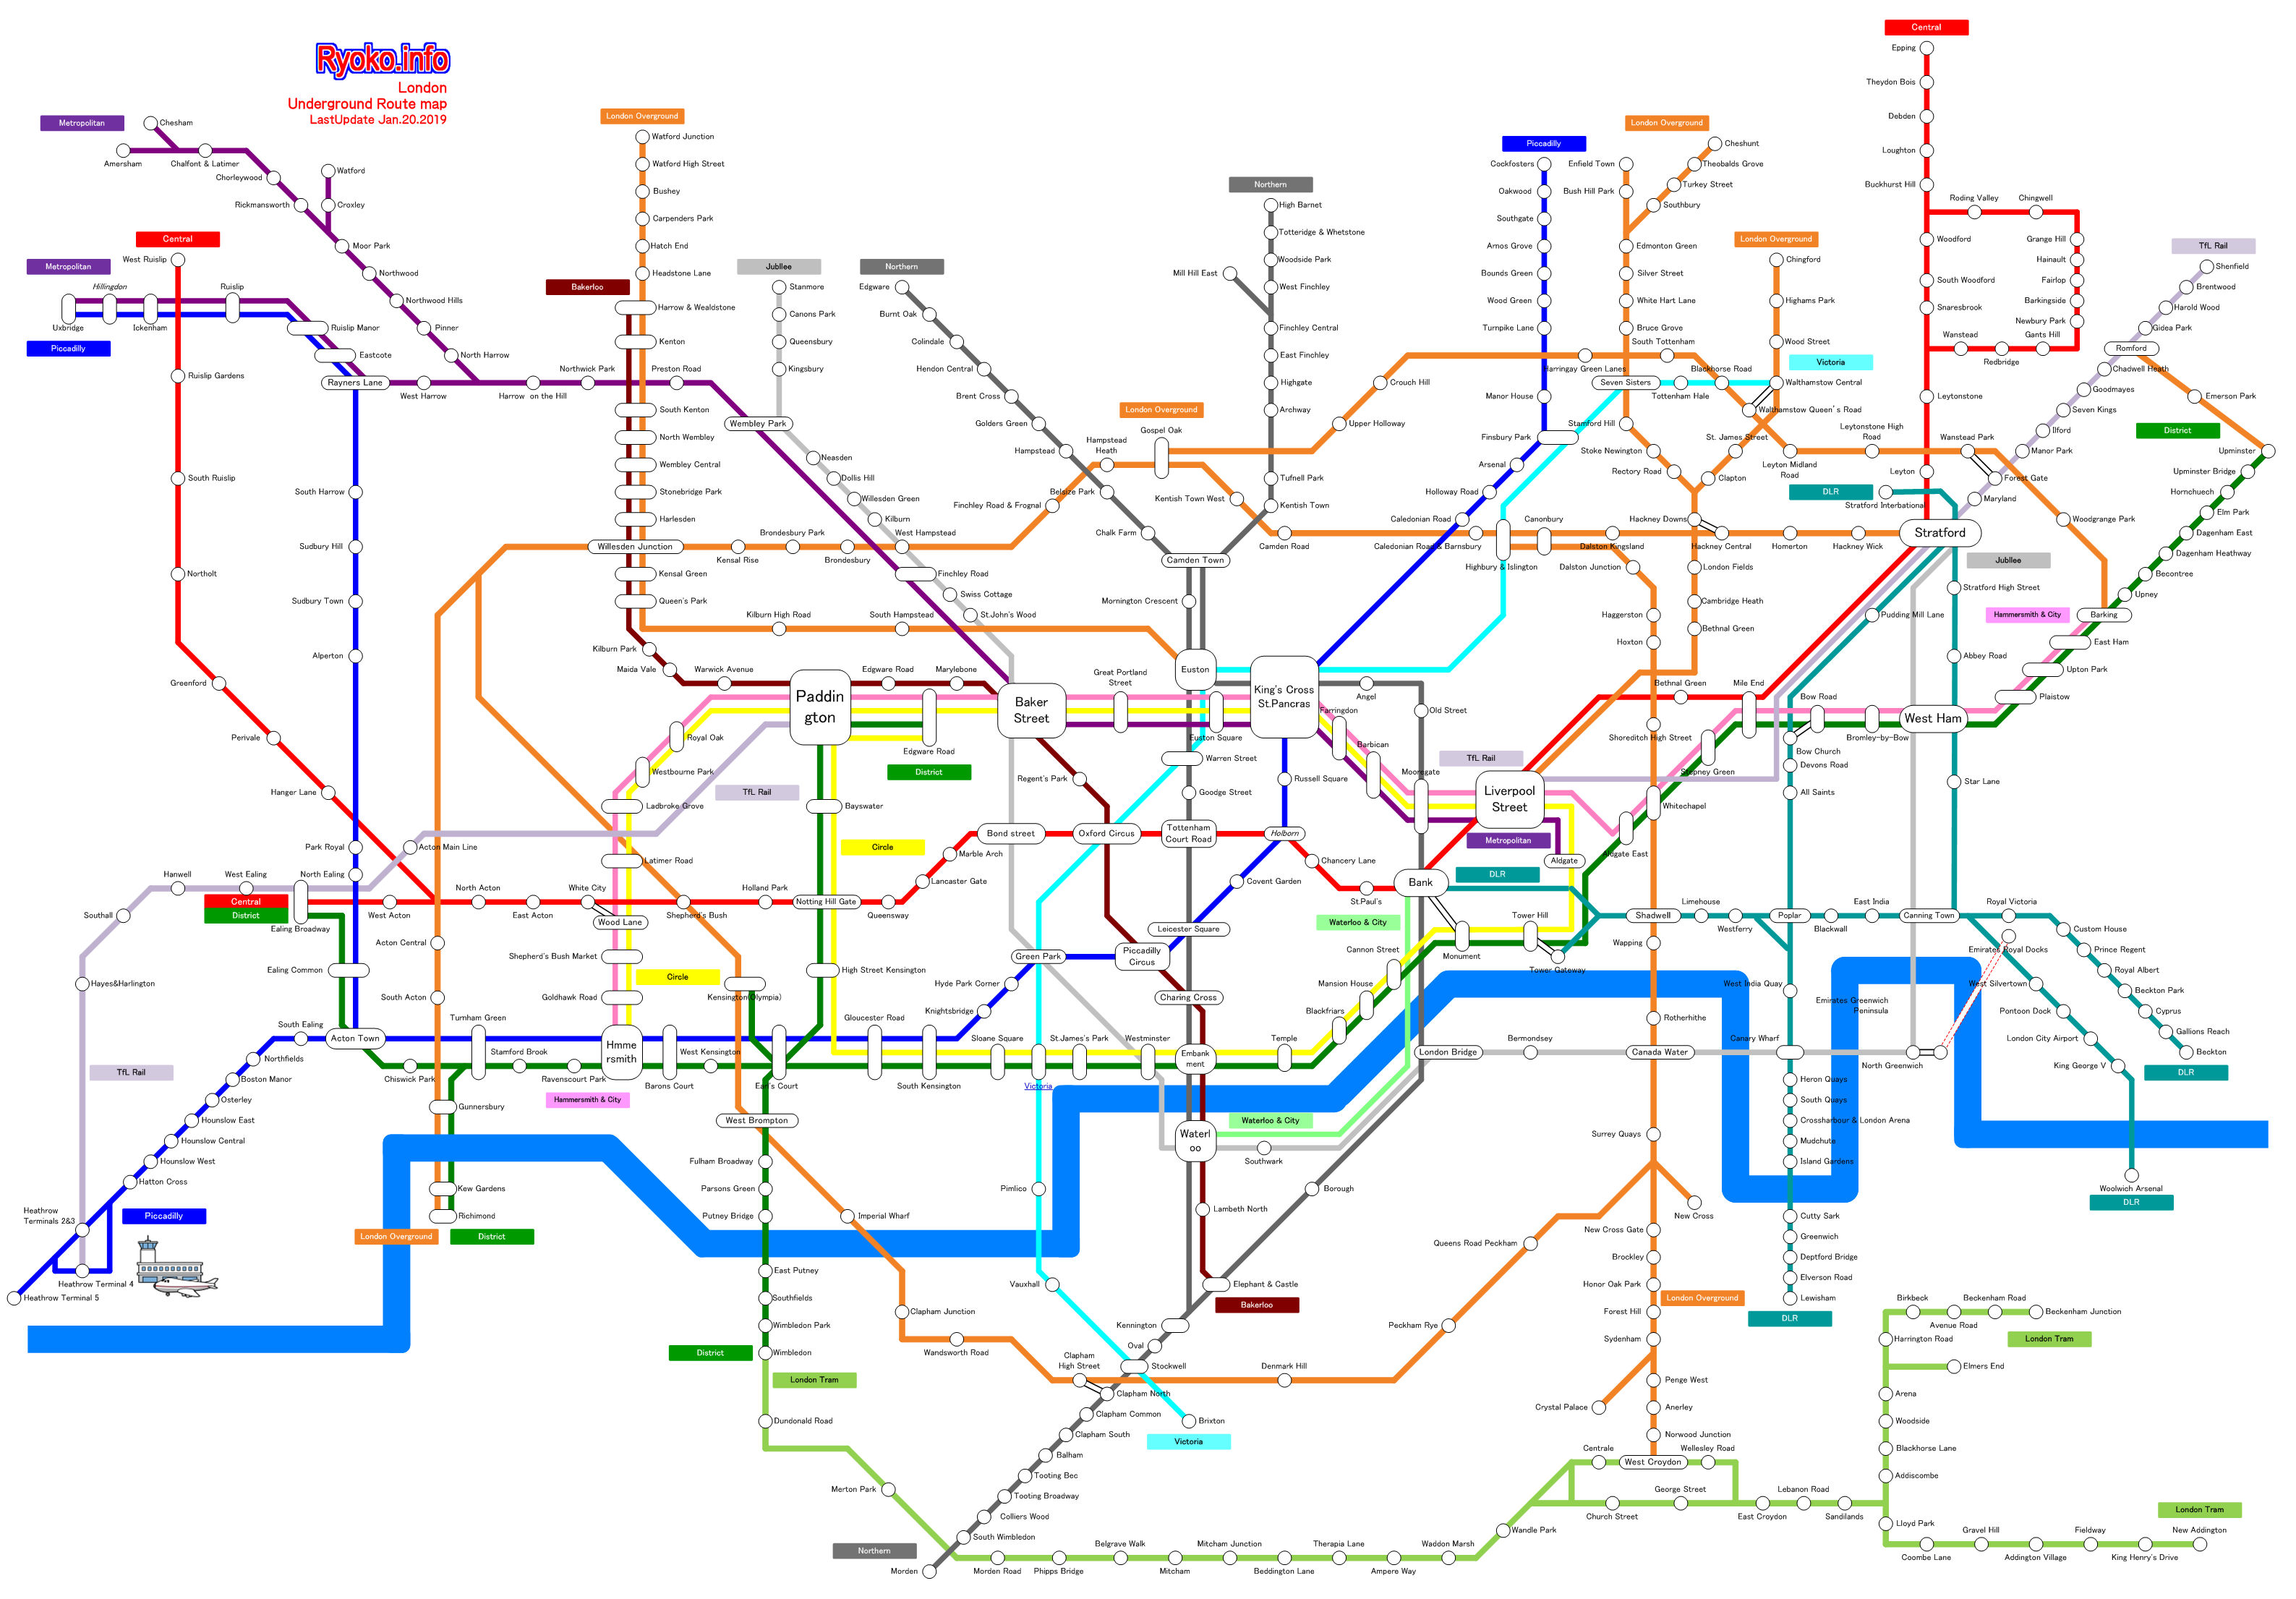 Ryoko.info
London
Underground Route map
LastUpdate Jan.20.2019
Central
Epping
Theydon Bois
Debden
Loughton
Buckhurst Hill
Roding Valley
Chingwell
Woodford
Grange Hill
Hainault
South Woodford
Fairlop
Snaresbrook
Barkingside
Newbury Park
Wanstead
Redbridge
Gants Hill
Leytonstone
Leyton
Metropolitan
Chesham
Amersham
Chalfont & Latimer
Chorleywood
Rickmansworth
Watford
Croxley
Moor Park
Northwood
Northwood Hills
Pinner
North Harrow
Central
West Ruislip
Metropolitan
Hillingdon
Ruislip
Uxbridge
Ickenham
Ruislip Manor
Eastcote
Piccadilly
Rayners Lane
West Harrow
Harrow on the Hill
Northwick Park
Preston Road
Ruislip Gardens
South Ruislip
Northolt
Greenford
Perivale
Hanger Lane
South Harrow
Sudbury Hill
Sudbury Town
Alperton
Park Royal
North Ealing
London Overground
Watford Junction
Watford High Street
Bushey
Carpenders Park
Hatch End
Headstone Lane
Bakerloo
Harrow & Wealdstone
Kenton
South Kenton
North Wembley
Wembley Central
Stonebridge Park
Harlesden
Willesden Junction
Kensal Green
Queen's Park
Kilburn Park
Maida Vale
Warwick Avenue
Kensal Rise
Brondesbury Park
Brondesbury
West Hampstead
Kilburn High Road
South Hampstead
Jubllee
Stanmore
Canons Park
Queensbury
Kingsbury
Wembley Park
Neasden
Dollis Hill
Willesden Green
Kilburn
Finchley Road
Swiss Cottage
St.John's Wood
Northern
Edgware
Burnt Oak
Colindale
Hendon Central
Brent Cross
Golders Green
Hampstead
Belsize Park
Chalk Farm
Camden Town
Mornington Crescent
Northern
High Barnet
Totteridge & Whetstone
Woodside Park
Mill Hill East
West Finchley
Finchley Central
East Finchley
Highgate
Archway
Tufnell Park
Kentish Town
London Overground
Gospel Oak
Hampstead
Heath
Finchley Road & Frognal
Kentish Town West
Camden Road
Caledonian Road & Barnsbury
Upper Holloway
Crouch Hill
Harringay Green Lanes
South Tottenham
Blackhorse Road
Piccadilly
Cockfosters
Oakwood
Southgate
Arnos Grove
Bounds Green
Wood Green
Turnpike Lane
Manor House
Finsbury Park
Arsenal
Holloway Road
Caledonian Road
London Overground
Cheshunt
Theobalds Grove
Turkey Street
Southbury
Enfield Town
Bush Hill Park
Edmonton Green
Silver Street
White Hart Lane
Bruce Grove
Seven Sisters
Tottenham Hale
Stamford Hill
Stoke Newington
Rectory Road
London Overground
Chingford
Highams Park
Wood Street
Victoria
Walthamstow Central
Walthamstow Queen's Road
St. James Street
Clapton
Hackney Downs
Hackney Central
Leyton Midland
Road
Leytonstone High
Road
Wanstead Park
Forest Gate
Woodgrange Park
DLR
Stratford Interbational
Stratford
Canonbury
Highbury & Islington
Dalston Kingsland
Homerton
Hackney Wick
Dalston Junction
Haggerston
Hoxton
London Fields
Cambridge Heath
Bethnal Green
TfL Rail
Shenfield
Brentwood
Harold Wood
Gidea Park
Romford
Chadwell Heath
Goodmayes
Seven Kings
Ilford
Manor Park
Maryland
Emerson Park
District
Upminster
Upminster Bridge
Hornchuech
Elm Park
Dagenham East
Dagenham Heathway
Becontree
Upney
Barking
East Ham
Upton Park
Plaistow
Hammersmith & City
Jubllee
Stratford High Street
Abbey Road
Pudding Mill Lane
West Ham
Star Lane
Paddin
gton
Edgware Road
Marylebone
Baker
Street
Great Portland
Street
Euston
Euston Square
King's Cross
St.Pancras
Angel
Old Street
Farringdon
Barbican
Mooregate
TfL Rail
Liverpool
Street
Bethnal Green
Mile End
Bow Road
Bow Church
Bromley-by-Bow
Devons Road
All Saints
Shoreditch High Street
Stepney Green
Whitechapel
Aldgate East
Metropolitan
Aldgate
Royal Oak
Westbourne Park
Ladbroke Grove
Latimer Road
TfL Rail
Edgware Road
District
Bayswater
Circle
Regent's Park
Warren Street
Goodge Street
Russell Square
Bond street
Oxford Circus
Tottenham
Court Road
Holborn
Marble Arch
Lancaster Gate
Queensway
Notting Hill Gate
Holland Park
Shepherd's Bush
White City
Wood Lane
East Acton
North Acton
West Acton
Acton Main Line
Hanwell
West Ealing
Central
District
Ealing Broadway
Southall
Hayes&Harlington
Ealing Common
Acton Central
South Acton
Shepherd's Bush Market
Circle
Goldhawk Road
Kensington(Olympia)
High Street Kensington
Chancery Lane
St.Paul's
Bank
DLR
Covent Garden
Leicester Square
Piccadilly
Circus
Green Park
Hyde Park Corner
Knightsbridge
Charing Cross
Waterloo & City
Cannon Street
Mansion House
Blackfriars
Monument
Tower Hill
Tower Gateway
Shadwell
Limehouse
Westferry
Poplar
Blackwall
East India
Canning Town
Royal Victoria
Custom House
Prince Regent
Royal Albert
Beckton Park
Cyprus
Gallions Reach
Beckton
DLR
Emirates Royal Docks
West Silvertown
Pontoon Dock
London City Airport
King George V
Woolwich Arsenal
DLR
Emirates Greenwich
Peninsula
North Greenwich
Wapping
Rotherhithe
Canada Water
Surrey Quays
Bermondsey
London Bridge
West India Quay
Canary Wharf
Heron Quays
South Quays
Crossharbour & London Arena
Mudchute
Island Gardens
Cutty Sark
Greenwich
Deptford Bridge
Elverson Road
Lewisham
DLR
South Ealing
Acton Town
Turnham Green
Stamford Brook
Chiswick Park
Ravenscourt Park
Hmme
rsmith
Hammersmith & City
Barons Court
West Kensington
Earl's Court
Gloucester Road
South Kensington
Sloane Square
Victoria
St.James's Park
Westminster
Embank
ment
Temple
Northfields
Boston Manor
Osterley
Hounslow East
Hounslow Central
Hounslow West
Hatton Cross
TfL Rail
Piccadilly
Heathrow
Terminals 2&3
Heathrow Terminal 4
Heathrow Terminal 5
Gunnersbury
Kew Gardens
Richimond
London Overground
District
West Brompton
Fulham Broadway
Parsons Green
Putney Bridge
East Putney
Southfields
Wimbledon Park
Wimbledon
District
London Tram
Imperial Wharf
Clapham Junction
Wandsworth Road
Clapham
High Street
Waterloo & City
Waterl
oo
Southwark
Borough
Lambeth North
Elephant & Castle
Bakerloo
Pimlico
Vauxhall
Kennington
Oval
Stockwell
Clapham North
Clapham Common
Clapham South
Balham
Tooting Bec
Tooting Broadway
Colliers Wood
South Wimbledon
Northern
Morden
Brixton
Victoria
Denmark Hill
Peckham Rye
Queens Road Peckham
New Cross
New Cross Gate
Brockley
Honor Oak Park
London Overground
Forest Hill
Sydenham
Penge West
Crystal Palace
Anerley
Norwood Junction
Dundonald Road
Merton Park
Morden Road
Phipps Bridge
Belgrave Walk
Mitcham
Mitcham Junction
Beddington Lane
Therapia Lane
Ampere Way
Waddon Marsh
Wandle Park
Centrale
West Croydon
Wellesley Road
Church Street
George Street
East Croydon
Lebanon Road
Sandilands
Birkbeck
Avenue Road
Beckenham Road
Beckenham Junction
London Tram
Harrington Road
Elmers End
Arena
Woodside
Blackhorse Lane
Addiscombe
Lloyd Park
Coombe Lane
Gravel Hill
Addington Village
Fieldway
King Henry's Drive
New Addington
London Tram